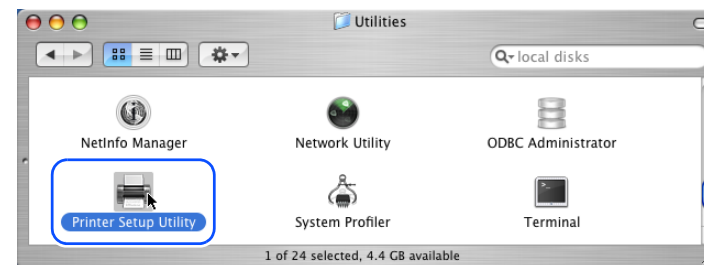 Utilities
local disks
NetInfo Manager
Network Utility
ODBC Administrator
Printer Setup Utility
System Profiler
Terminal
1 of 24 selected, 4.4 GB available